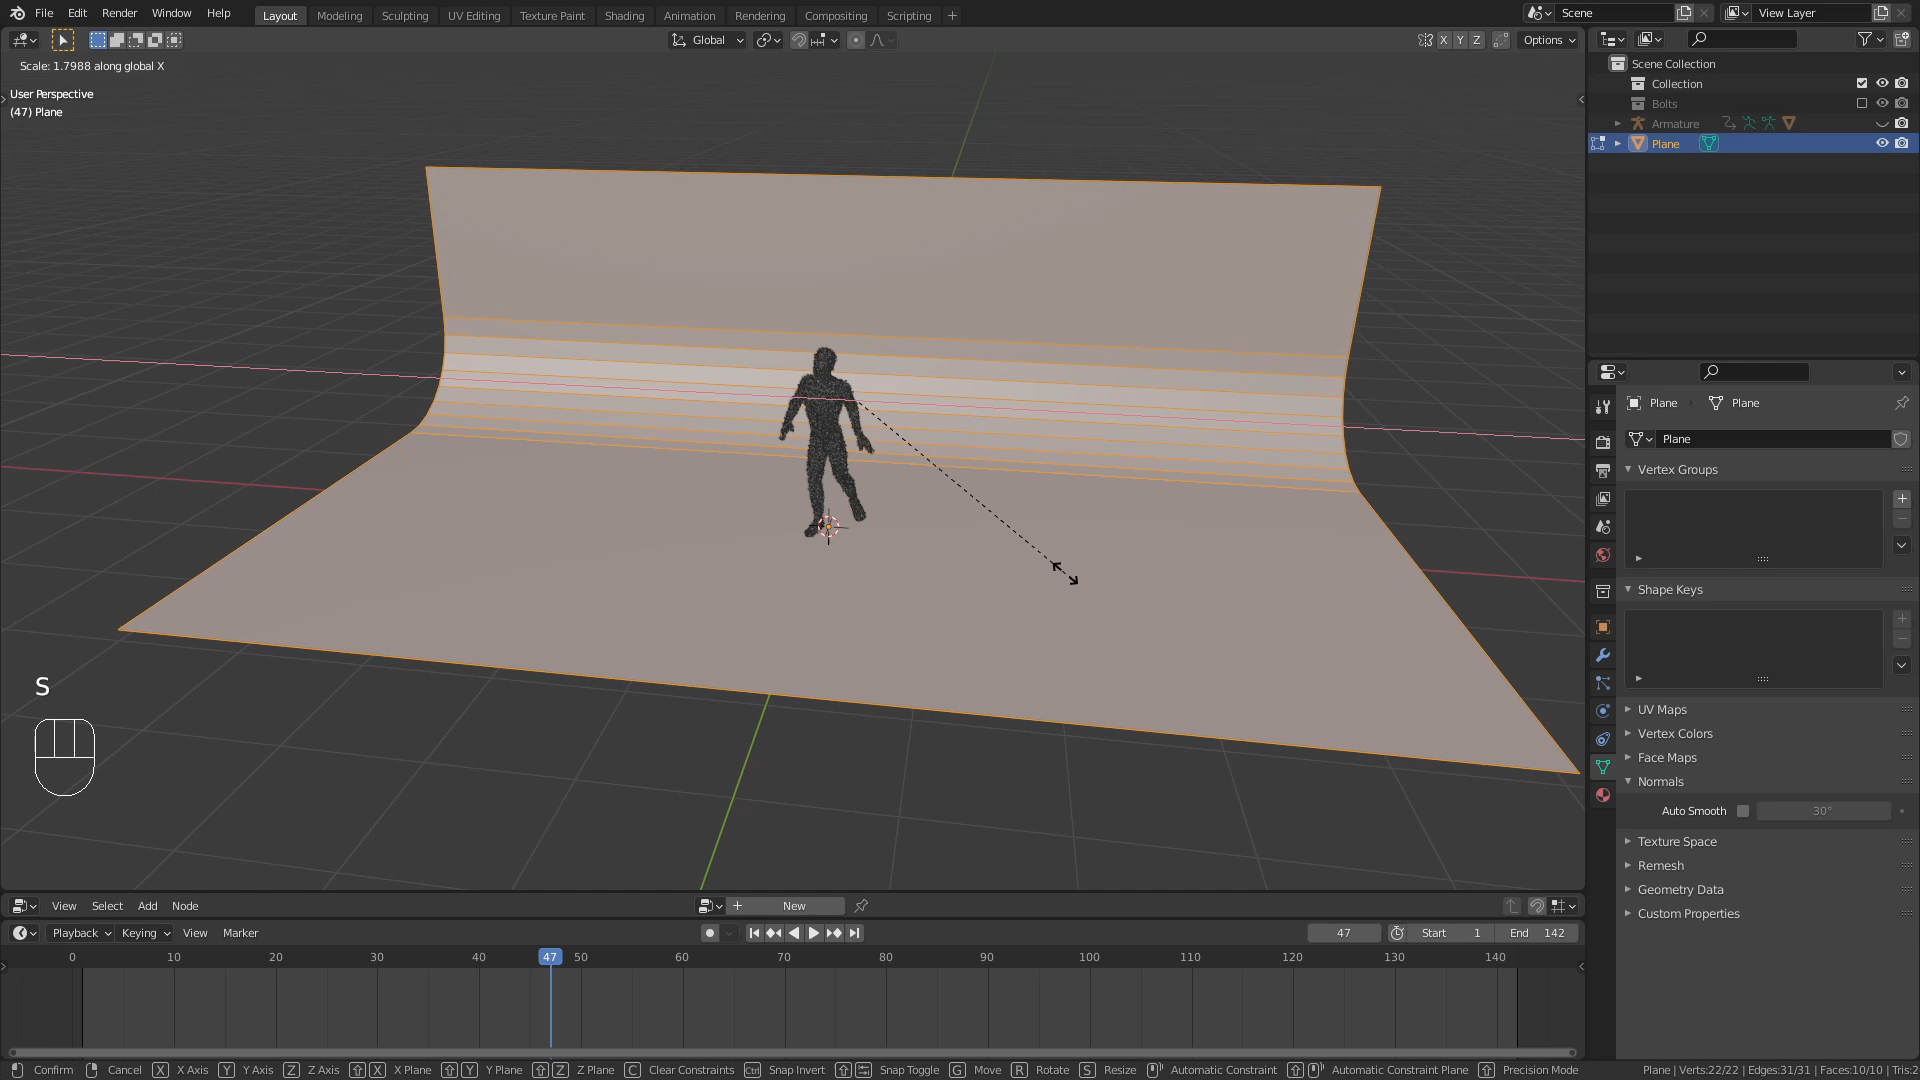 File Edit Render Window Help Layout Modeling Sculpting UV Editing Texture Paint Shading Animation Rendering Compositing Scripting + Scene View Layer
Global X Y Z Options
Scale: 1.7988 along global X
User Perspective
(47) Plane
Scene Collection
Collection
Bolts
Armature
Plane
Plane Plane
Plane
Vertex Groups
Shape Keys
S
UV Maps
Vertex Colors
Face Maps
Normals
Auto Smooth 30°
Texture Space
Remesh
Geometry Data
Custom Properties
View Select Add Node + New
Playback Keying View Marker 47 Start 1 End 142
0 10 20 30 40 47 50 60 70 80 90 100 110 120 130 140
Confirm Cancel X X Axis Y Y Axis Z Z Axis X X Plane Y Y Plane Z Z Plane C Clear Constraints Ctrl Snap Invert Snap Toggle G Move R Rotate S Resize Automatic Constraint Automatic Constraint Plane Precision Mode Plane | Verts:22/22 | Edges:31/31 | Faces:10/10 | Tris:2